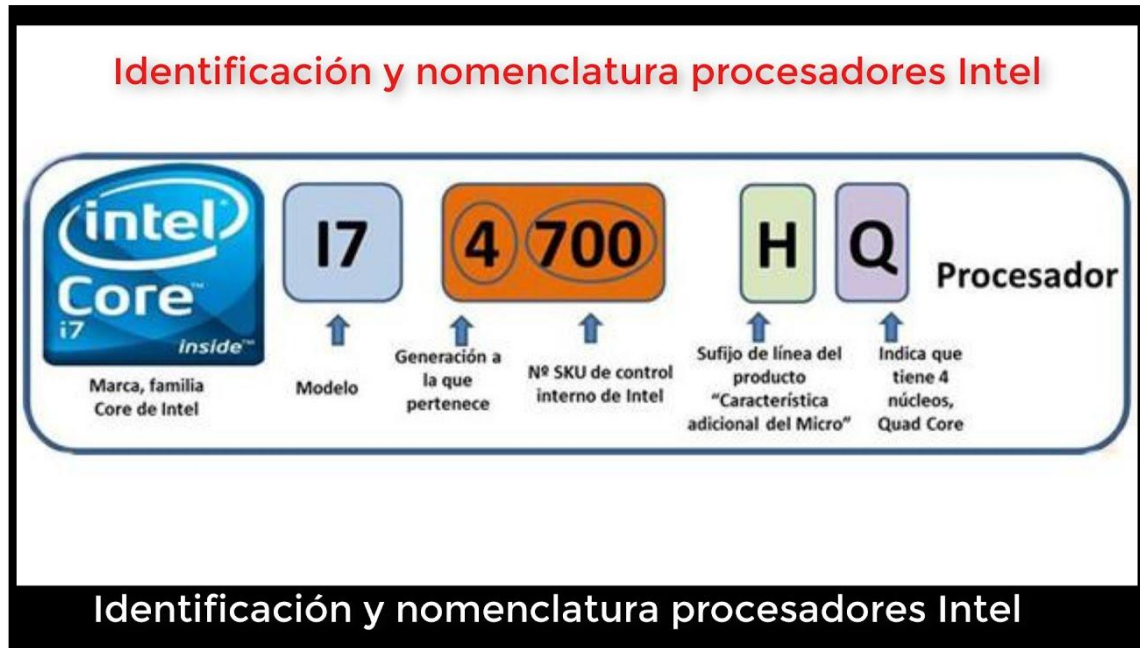 Identificación y nomenclatura procesadores Intel
intel
Core™
i7
inside™
Marca, familia
Core de Intel
I7
Modelo
4
Generación a
la que
pertenece
700
Nº SKU de control
interno de Intel
H
Sufijo de línea del
producto
“Característica
adicional del Micro”
Q
Indica que
tiene 4
núcleos,
Quad Core
Procesador
Identificación y nomenclatura procesadores Intel